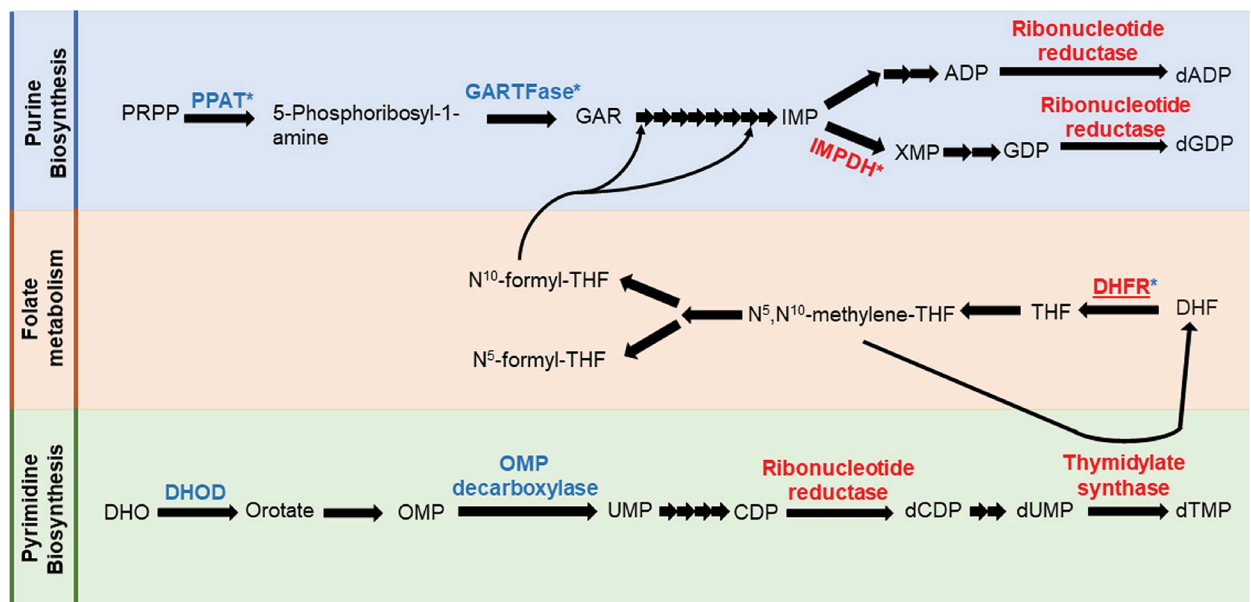 Purine
Biosynthesis
PRPP
PPAT*
5-Phosphoribosyl-1-
amine
GARTFase*
GAR
IMP
IMPDH*
ADP
Ribonucleotide
reductase
dADP
XMP
GDP
Ribonucleotide
reductase
dGDP
Folate
metabolism
N10-formyl-THF
N5-formyl-THF
N5,N10-methylene-THF
THF
DHFR*
DHF
Pyrimidine
Biosynthesis
DHO
DHOD
Orotate
OMP
OMP
decarboxylase
UMP
CDP
Ribonucleotide
reductase
dCDP
dUMP
Thymidylate
synthase
dTMP